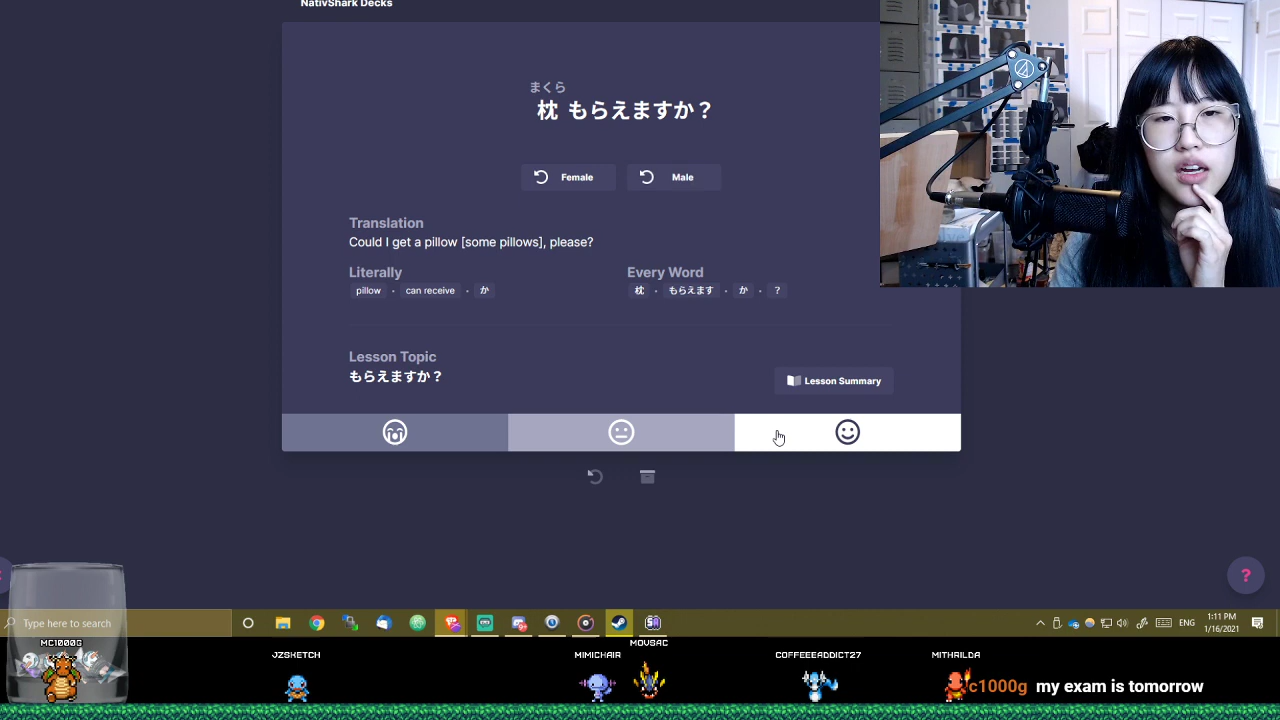 NativShark Decks
まくら
枕 もらえますか？
Female
Male
Translation
Could I get a pillow [some pillows], please?
Literally
pillow · can receive · か
Every Word
枕 · もらえます · か · ？
Lesson Topic
もらえますか？
Lesson Summary
?
Type here to search
ENG
1:11 PM
1/16/2021
MC1000G
JZSKETCH
MIMICHAIR
MOVSAC
COFFEEADDICT27
MITHRILDA
c1000g my exam is tomorrow